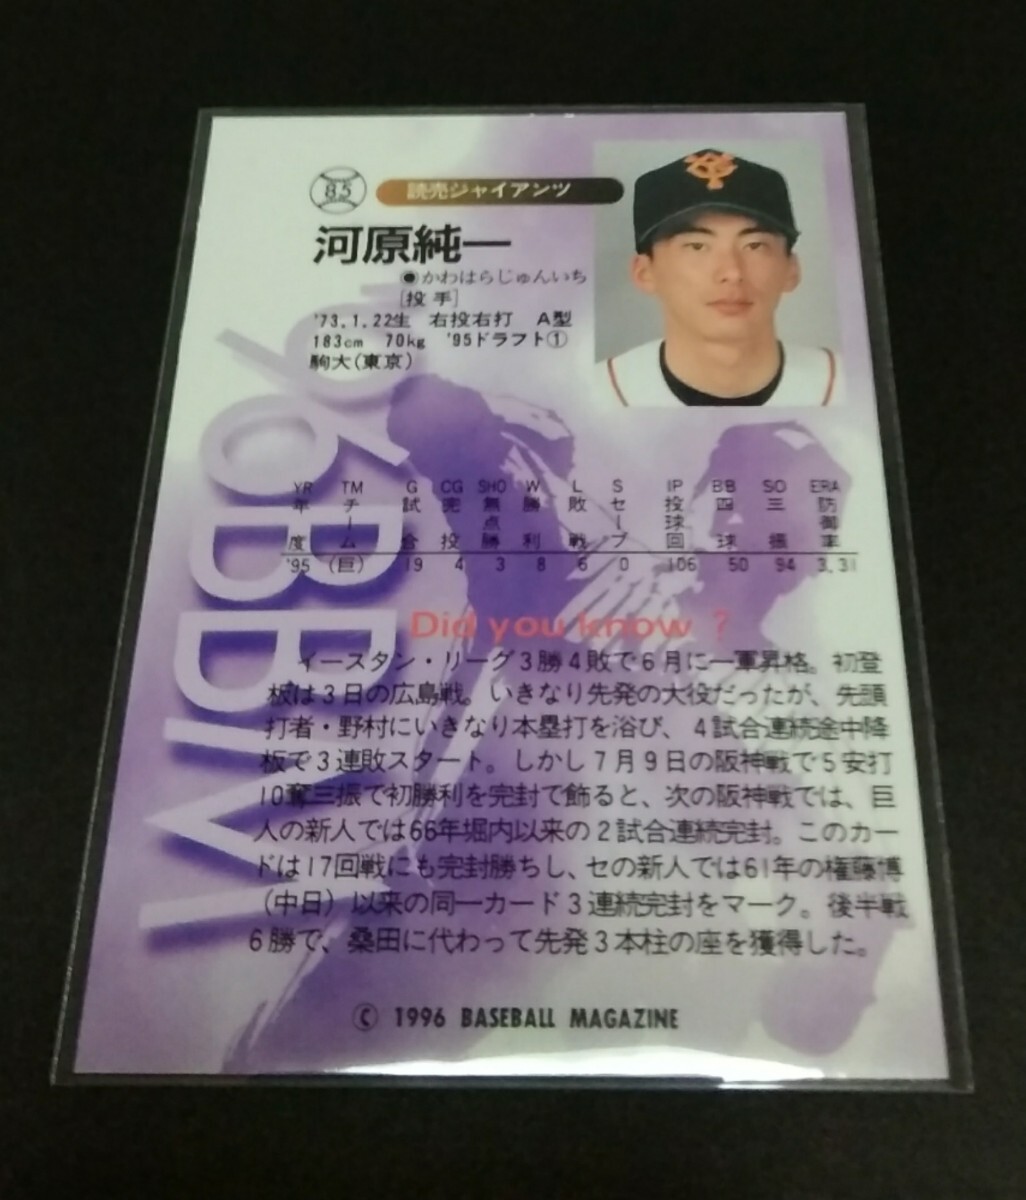 85 読売ジャイアンツ
河原純一
●かわはらじゅんいち
[投手]
'73.1.22生 右投右打 A型
183cm 70kg '95ドラフト①
駒大(東京)
'96BBM
YR TM G CG SHO W L S IP BB SO ERA
年度 チーム 試合 完投 無点勝 勝利 敗戦 セーブ 投球回 四球 三振 防御率
'95 (巨) 19 4 3 8 6 0 106 50 94 3.31
Did you know ?
イースタン・リーグ3勝4敗で6月に一軍昇格。初登
板は3日の広島戦。いきなり先発の大役だったが、先頭
打者・野村にいきなり本塁打を浴び、4試合連続途中降
板で3連敗スタート。しかし7月9日の阪神戦で5安打
10奪三振で初勝利を完封で飾ると、次の阪神戦では、巨
人の新人では66年堀内以来の2試合連続完封。このカー
ドは17回戦にも完封勝ちし、セの新人では61年の権藤博
(中日)以来の同一カード3連続完封をマーク。後半戦
6勝で、桑田に代わって先発3本柱の座を獲得した。
© 1996 BASEBALL MAGAZINE